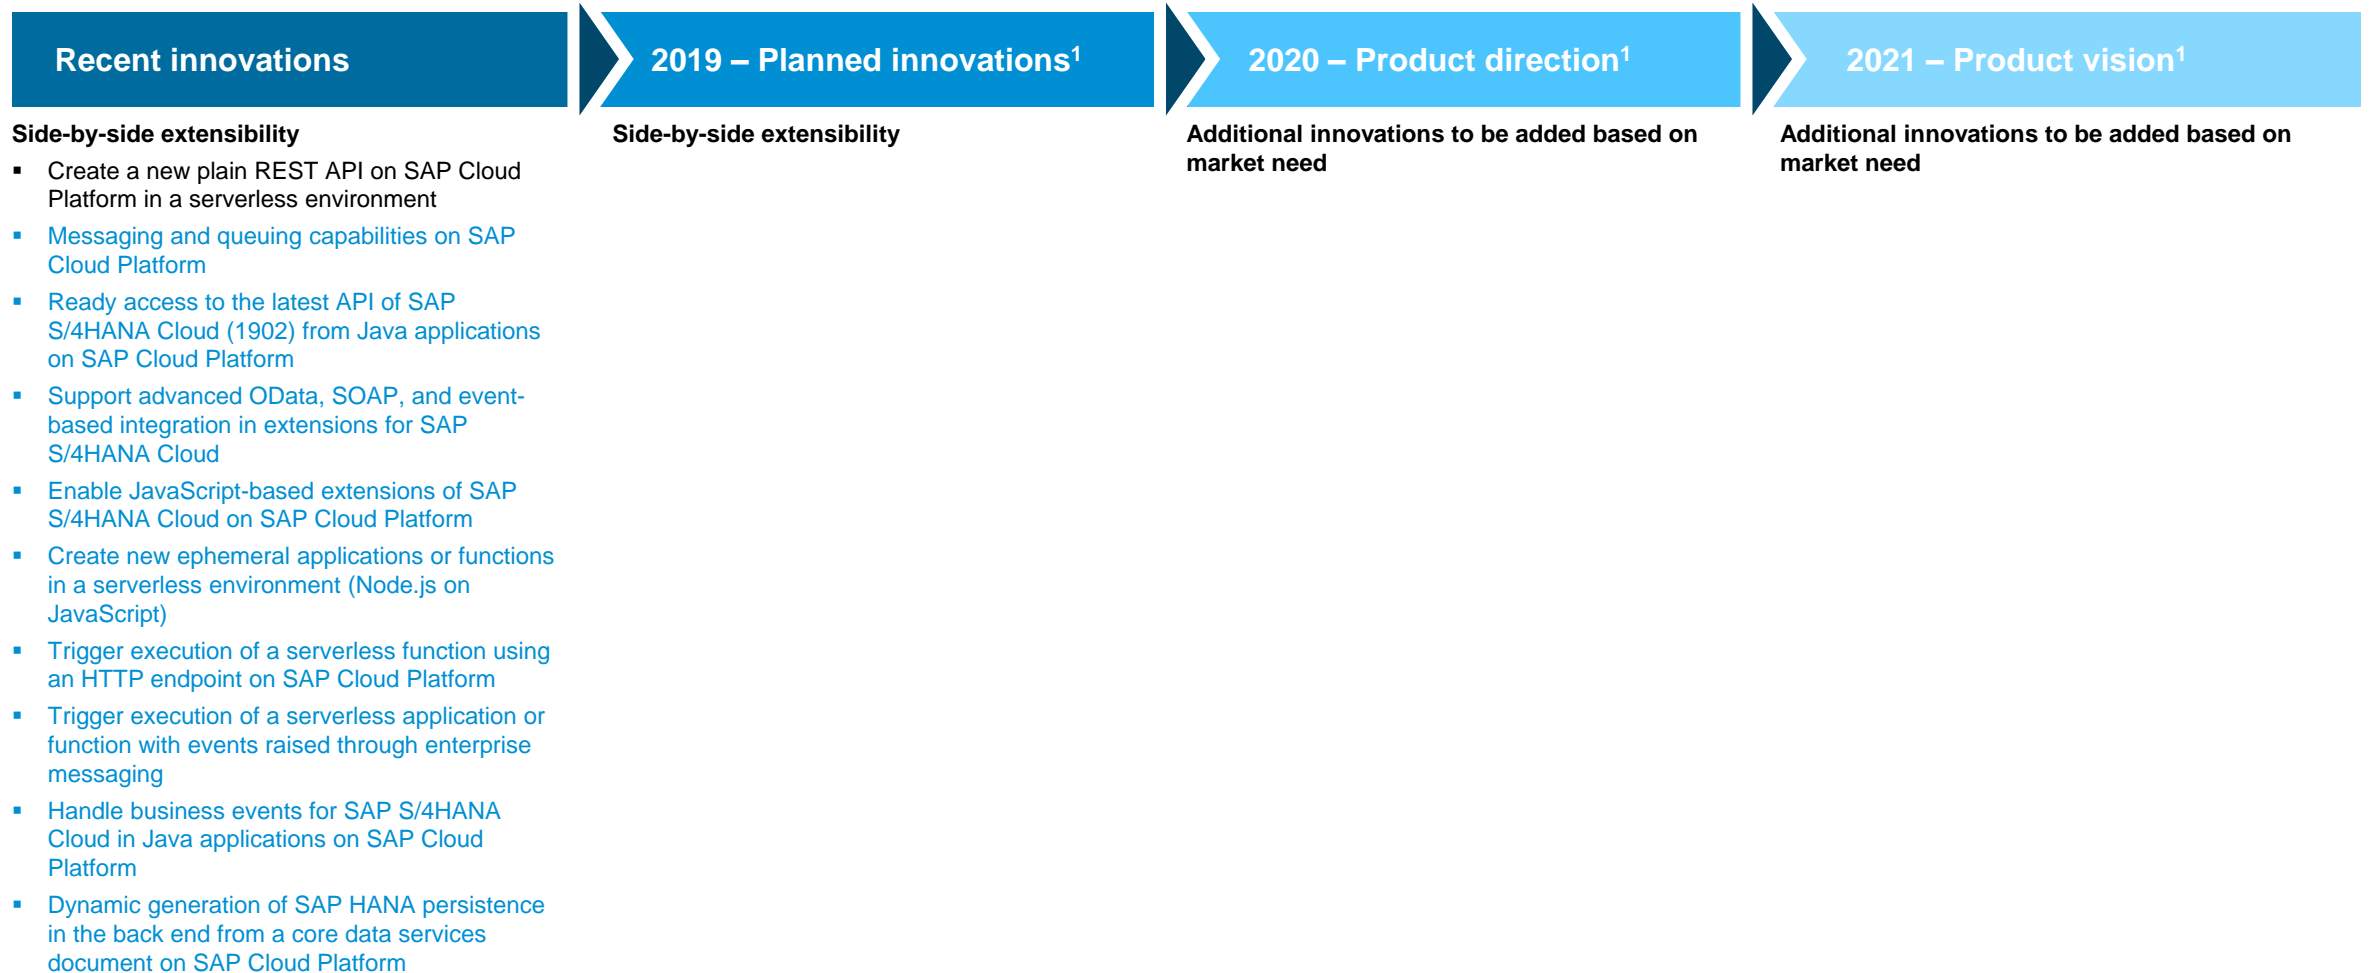 Recent innovations
2019 – Planned innovations¹
2020 – Product direction¹
2021 – Product vision¹
Side-by-side extensibility
▪ Create a new plain REST API on SAP Cloud
Platform in a serverless environment
▪ Messaging and queuing capabilities on SAP
Cloud Platform
▪ Ready access to the latest API of SAP
S/4HANA Cloud (1902) from Java applications
on SAP Cloud Platform
▪ Support advanced OData, SOAP, and event-
based integration in extensions for SAP
S/4HANA Cloud
▪ Enable JavaScript-based extensions of SAP
S/4HANA Cloud on SAP Cloud Platform
▪ Create new ephemeral applications or functions
in a serverless environment (Node.js on
JavaScript)
▪ Trigger execution of a serverless function using
an HTTP endpoint on SAP Cloud Platform
▪ Trigger execution of a serverless application or
function with events raised through enterprise
messaging
▪ Handle business events for SAP S/4HANA
Cloud in Java applications on SAP Cloud
Platform
▪ Dynamic generation of SAP HANA persistence
in the back end from a core data services
document on SAP Cloud Platform
Side-by-side extensibility
Additional innovations to be added based on
market need
Additional innovations to be added based on
market need